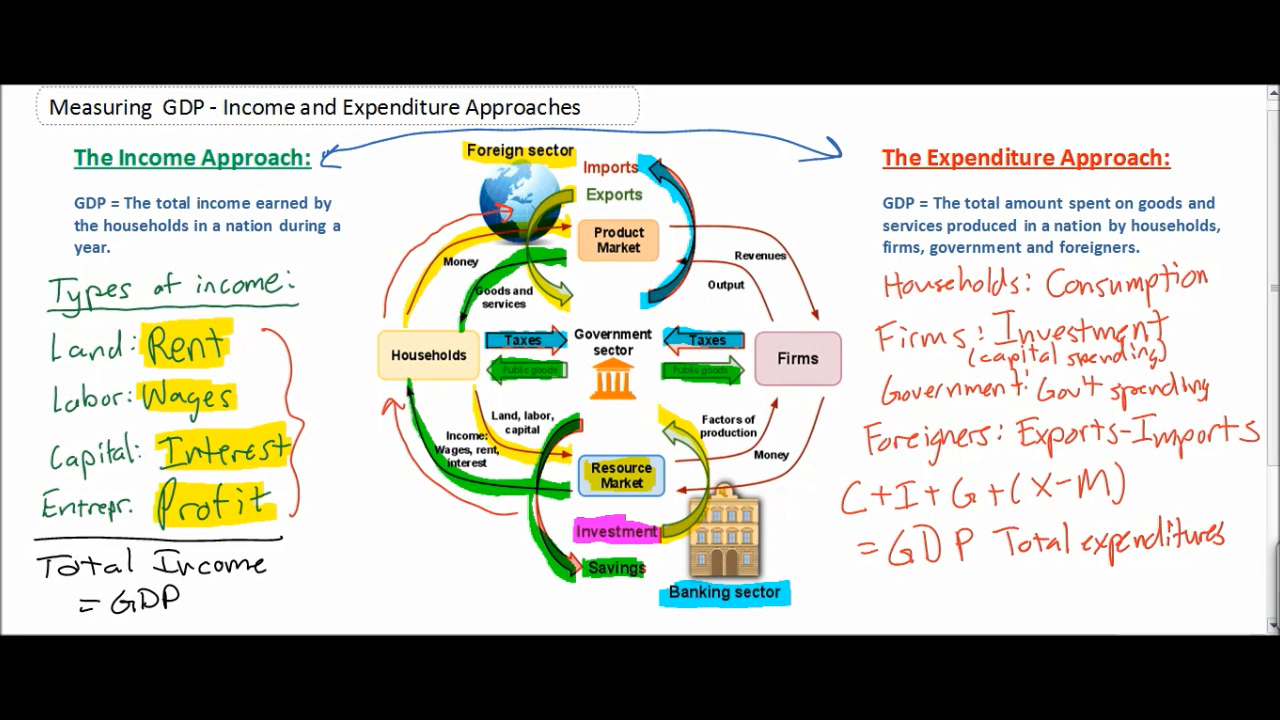 Measuring GDP - Income and Expenditure Approaches
The Income Approach:
GDP = The total income earned by
the households in a nation during a
year.
Types of income:
Land: Rent
Labor: Wages
Capital: Interest
Entrepr. Profit
Total Income
= GDP
Foreign sector
Imports
Exports
Product
Market
Money
Goods and
services
Revenues
Output
Households
Taxes
Public goods
Government
sector
Taxes
Public goods
Firms
Land, labor,
capital
Income:
Wages, rent,
interest
Factors of
production
Money
Resource
Market
Investment
Savings
Banking sector
The Expenditure Approach:
GDP = The total amount spent on goods and
services produced in a nation by households,
firms, government and foreigners.
Households: Consumption
Firms: Investment
(capital spending)
Government: Gov't spending
Foreigners: Exports-Imports
C+I+G+(X-M)
= GDP Total expenditures